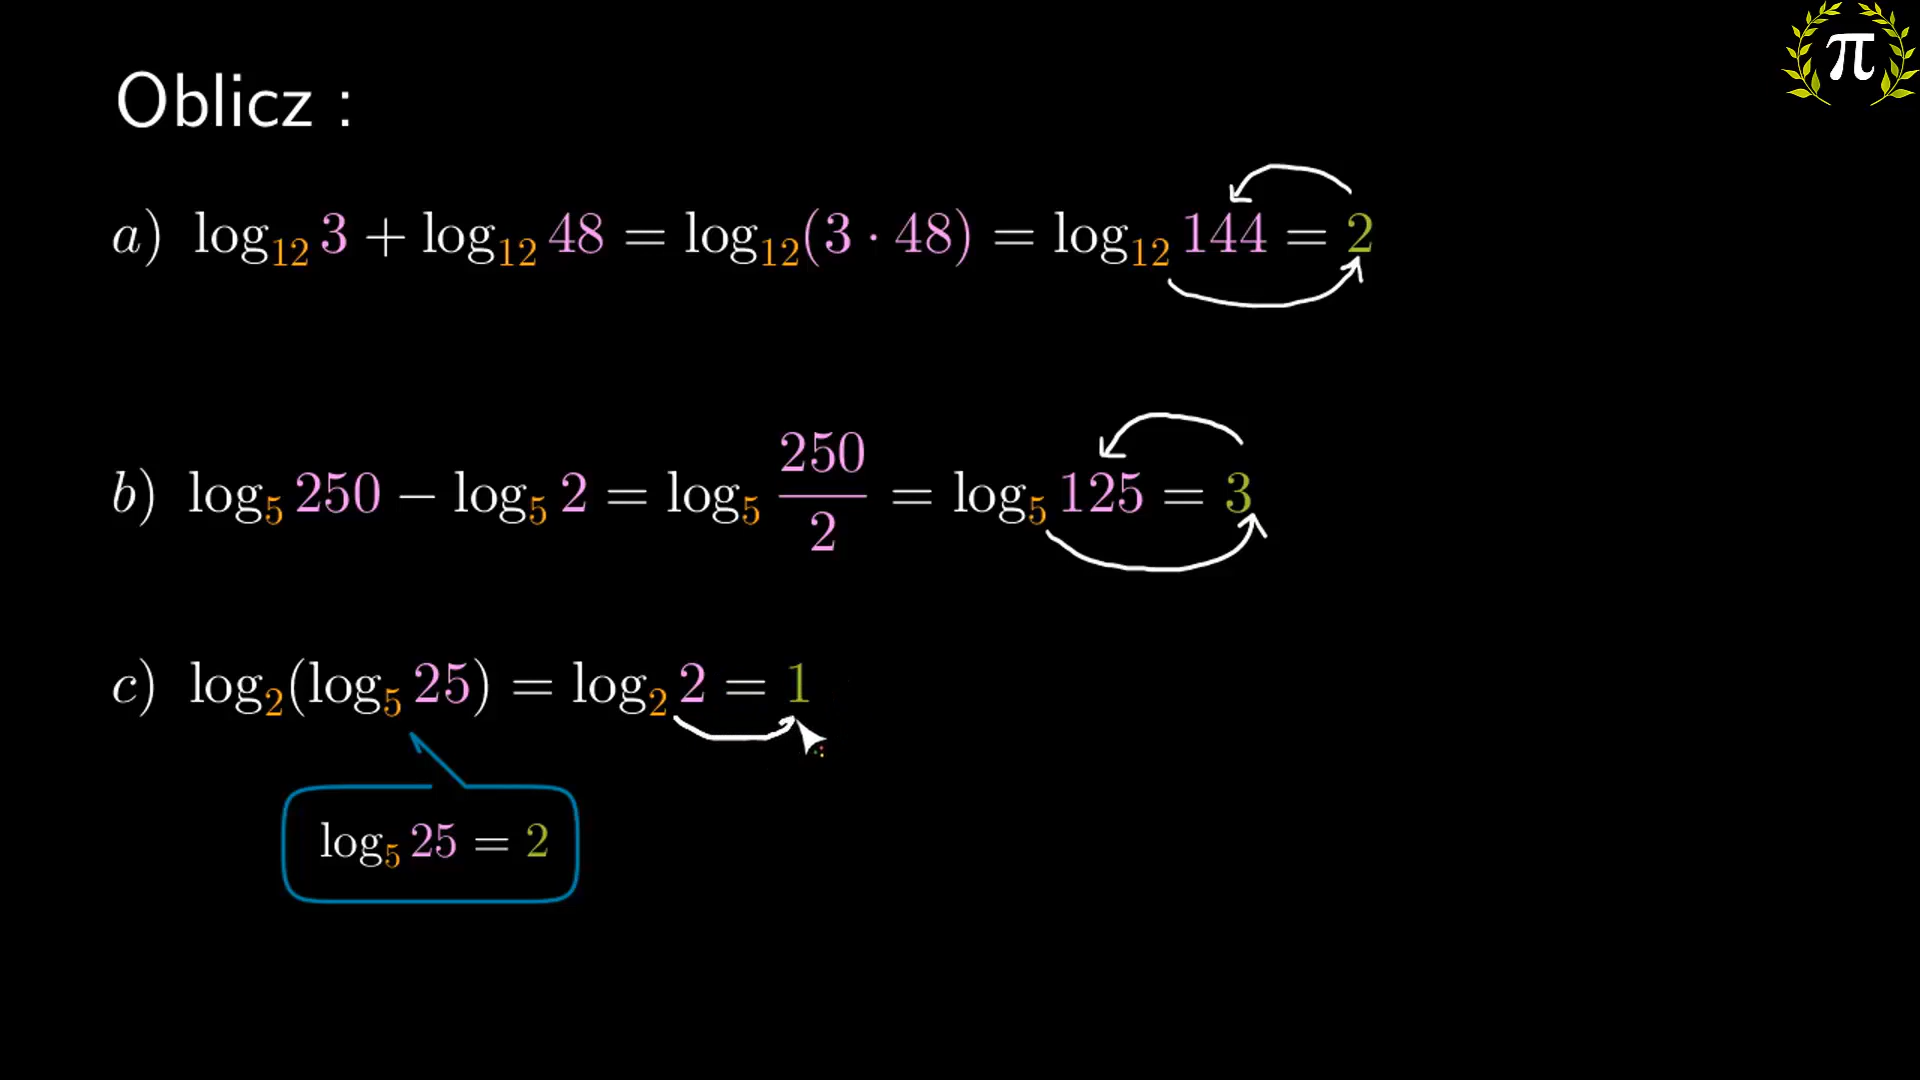 Oblicz :
a) log₁₂ 3 + log₁₂ 48 = log₁₂(3 · 48) = log₁₂ 144 = 2
b) log₅ 250 − log₅ 2 = log₅ 250/2 = log₅ 125 = 3
c) log₂(log₅ 25) = log₂ 2 = 1
log₅ 25 = 2
π